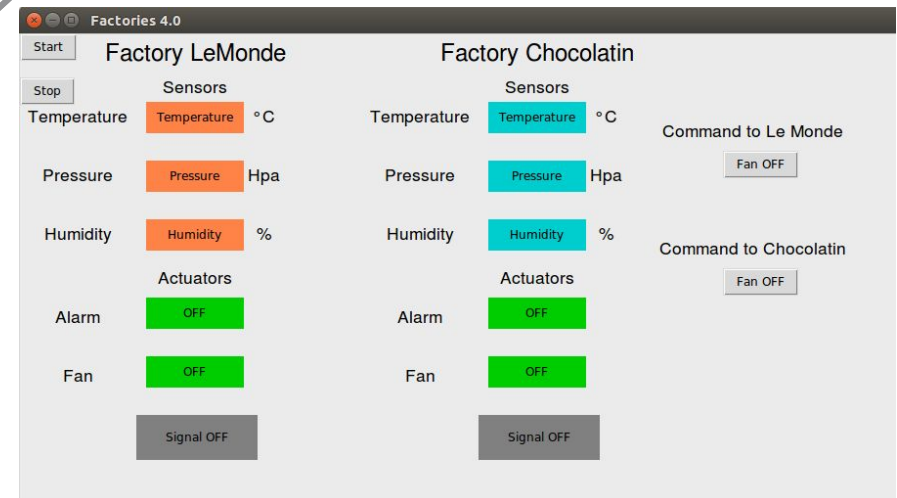 Factories 4.0
Start
Factory LeMonde
Factory Chocolatin
Stop
Sensors
Sensors
Temperature Temperature °C
Temperature Temperature °C
Command to Le Monde
Fan OFF
Pressure Pressure Hpa
Pressure Pressure Hpa
Humidity Humidity %
Humidity Humidity %
Command to Chocolatin
Fan OFF
Actuators
Actuators
Alarm OFF
Alarm OFF
Fan OFF
Fan OFF
Signal OFF
Signal OFF